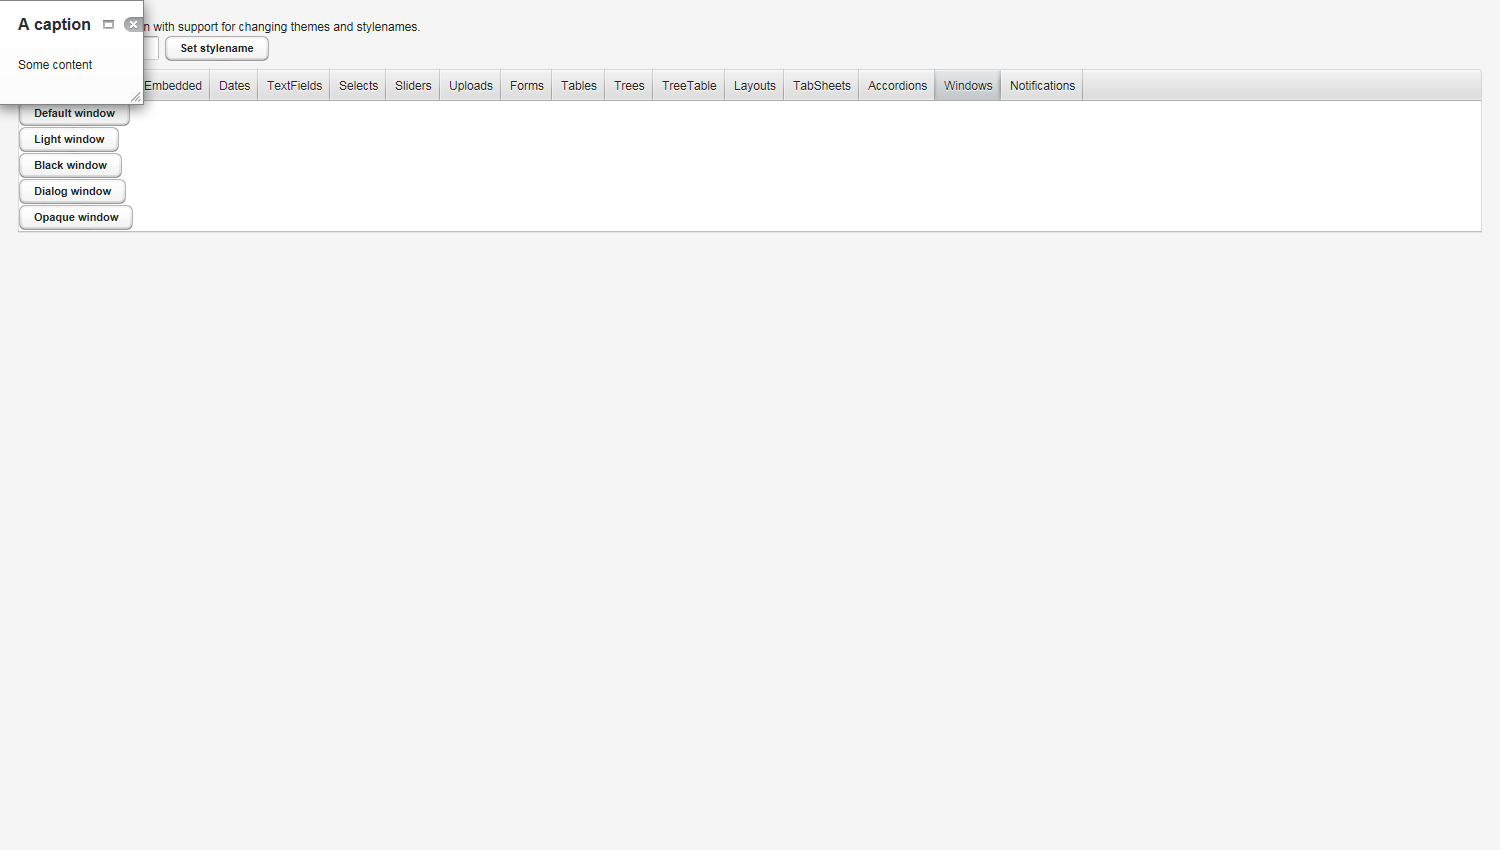 A caption
Some content
n with support for changing themes and stylenames.
Set stylename
Embedded Dates TextFields Selects Sliders Uploads Forms Tables Trees TreeTable Layouts TabSheets Accordions Windows Notifications
Default window
Light window
Black window
Dialog window
Opaque window